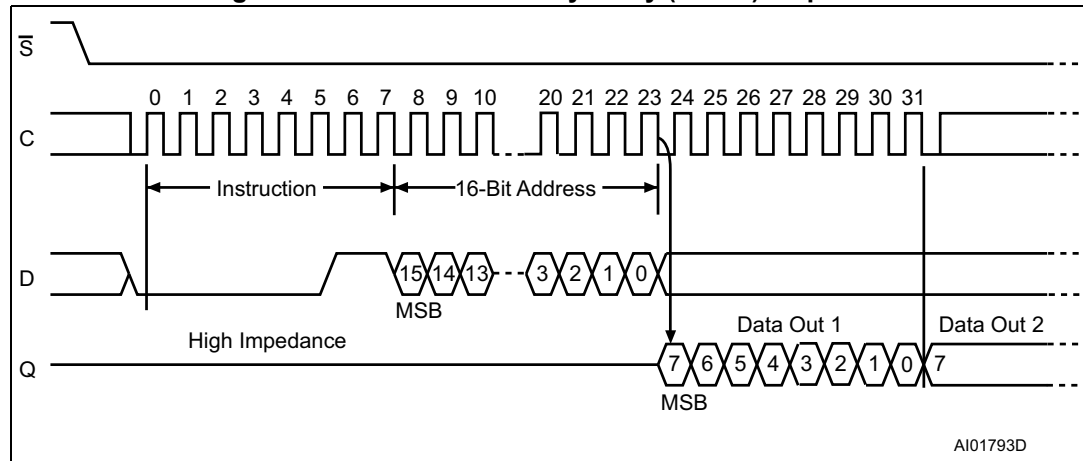 S
0 1 2 3 4 5 6 7 8 9 10 20 21 22 23 24 25 26 27 28 29 30 31
C
Instruction 16-Bit Address
D 15 14 13 3 2 1 0
MSB
High Impedance Data Out 1 Data Out 2
Q 7 6 5 4 3 2 1 0 7
MSB
AI01793D